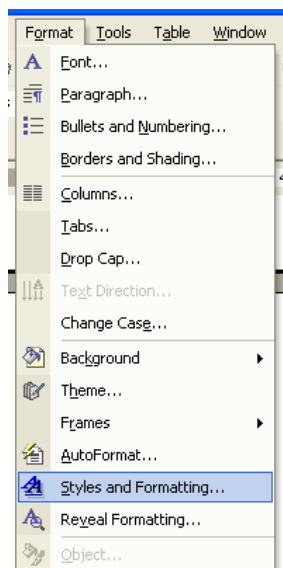 Format Tools Table Window
Font...
Paragraph...
Bullets and Numbering...
Borders and Shading...
Columns...
Tabs...
Drop Cap...
Text Direction...
Change Case...
Background
Theme...
Frames
AutoFormat...
Styles and Formatting...
Reveal Formatting...
Object...